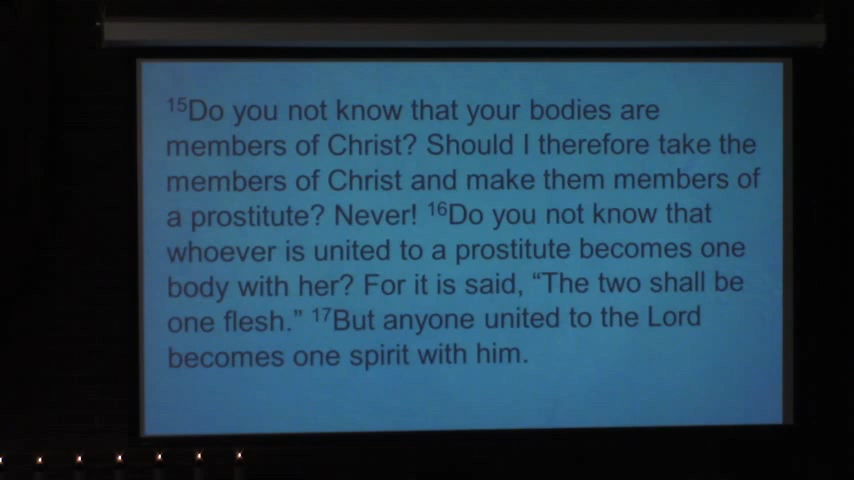 ¹⁵Do you not know that your bodies are
members of Christ? Should I therefore take the
members of Christ and make them members of
a prostitute? Never! ¹⁶Do you not know that
whoever is united to a prostitute becomes one
body with her? For it is said, “The two shall be
one flesh.” ¹⁷But anyone united to the Lord
becomes one spirit with him.